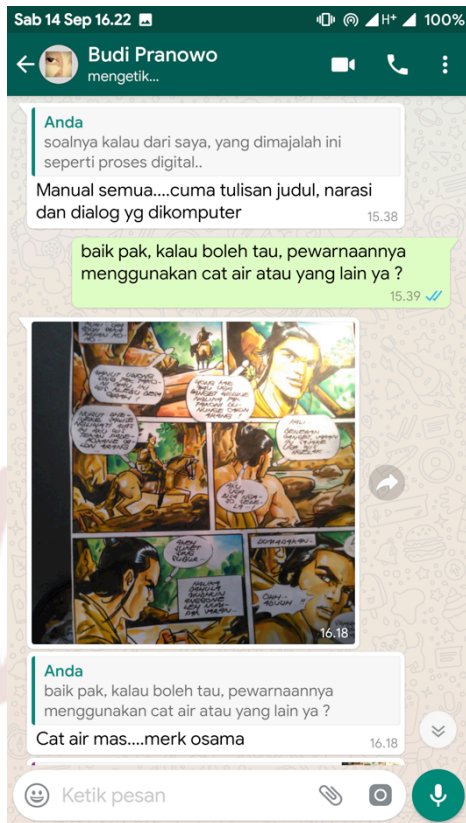 Sab 14 Sep 16.22
H+ 100%
Budi Pranowo
mengetik...
Anda
soalnya kalau dari saya, yang dimajalah ini
seperti proses digital..
Manual semua....cuma tulisan judul, narasi
dan dialog yg dikomputer
15.38
baik pak, kalau boleh tau, pewarnaannya
menggunakan cat air atau yang lain ya ?
15.39
16.18
Anda
baik pak, kalau boleh tau, pewarnaannya
menggunakan cat air atau yang lain ya ?
Cat air mas....merk osama
16.18
Ketik pesan